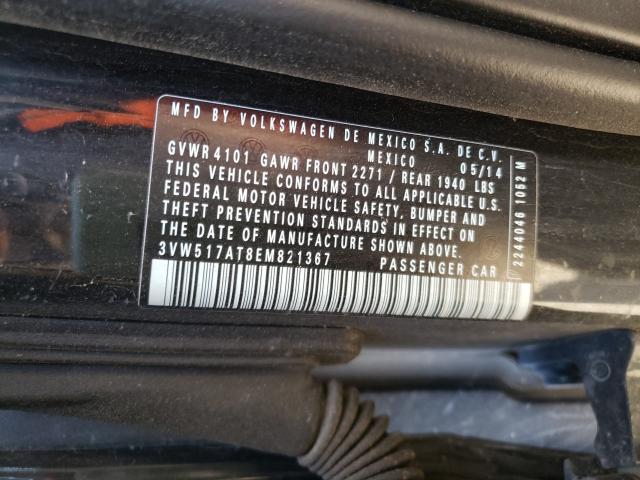 MFD BY VOLKSWAGEN DE MEXICO S.A. DE C.V.
MEXICO 05/14
GVWR 4101 GAWR FRONT 2271 / REAR 1940 LBS
THIS VEHICLE CONFORMS TO ALL APPLICABLE U.S.
FEDERAL MOTOR VEHICLE SAFETY, BUMPER AND
THEFT PREVENTION STANDARDS IN EFFECT ON
THE DATE OF MANUFACTURE SHOWN ABOVE
3VW517AT8EM821367 PASSENGER CAR
2244046 1052 M